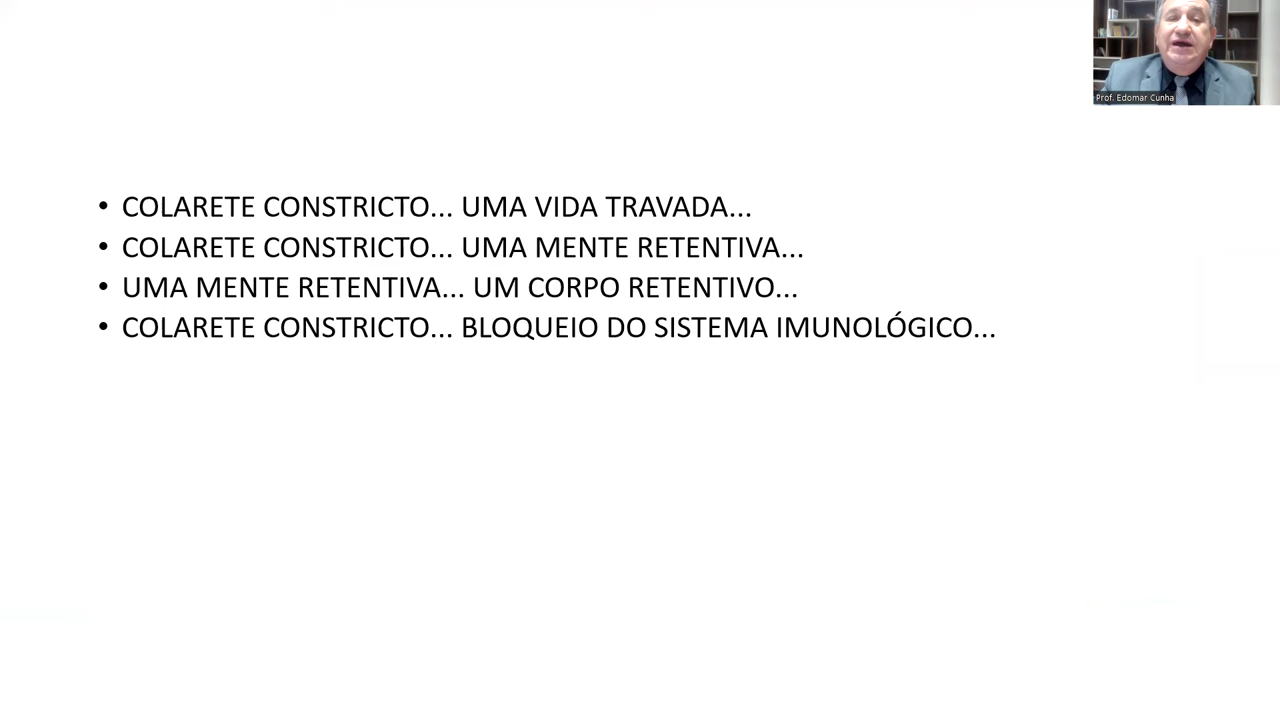 Prof. Edomar Cunha
• COLARETE CONSTRICTO... UMA VIDA TRAVADA...
• COLARETE CONSTRICTO... UMA MENTE RETENTIVA...
• UMA MENTE RETENTIVA... UM CORPO RETENTIVO...
• COLARETE CONSTRICTO... BLOQUEIO DO SISTEMA IMUNOLÓGICO...